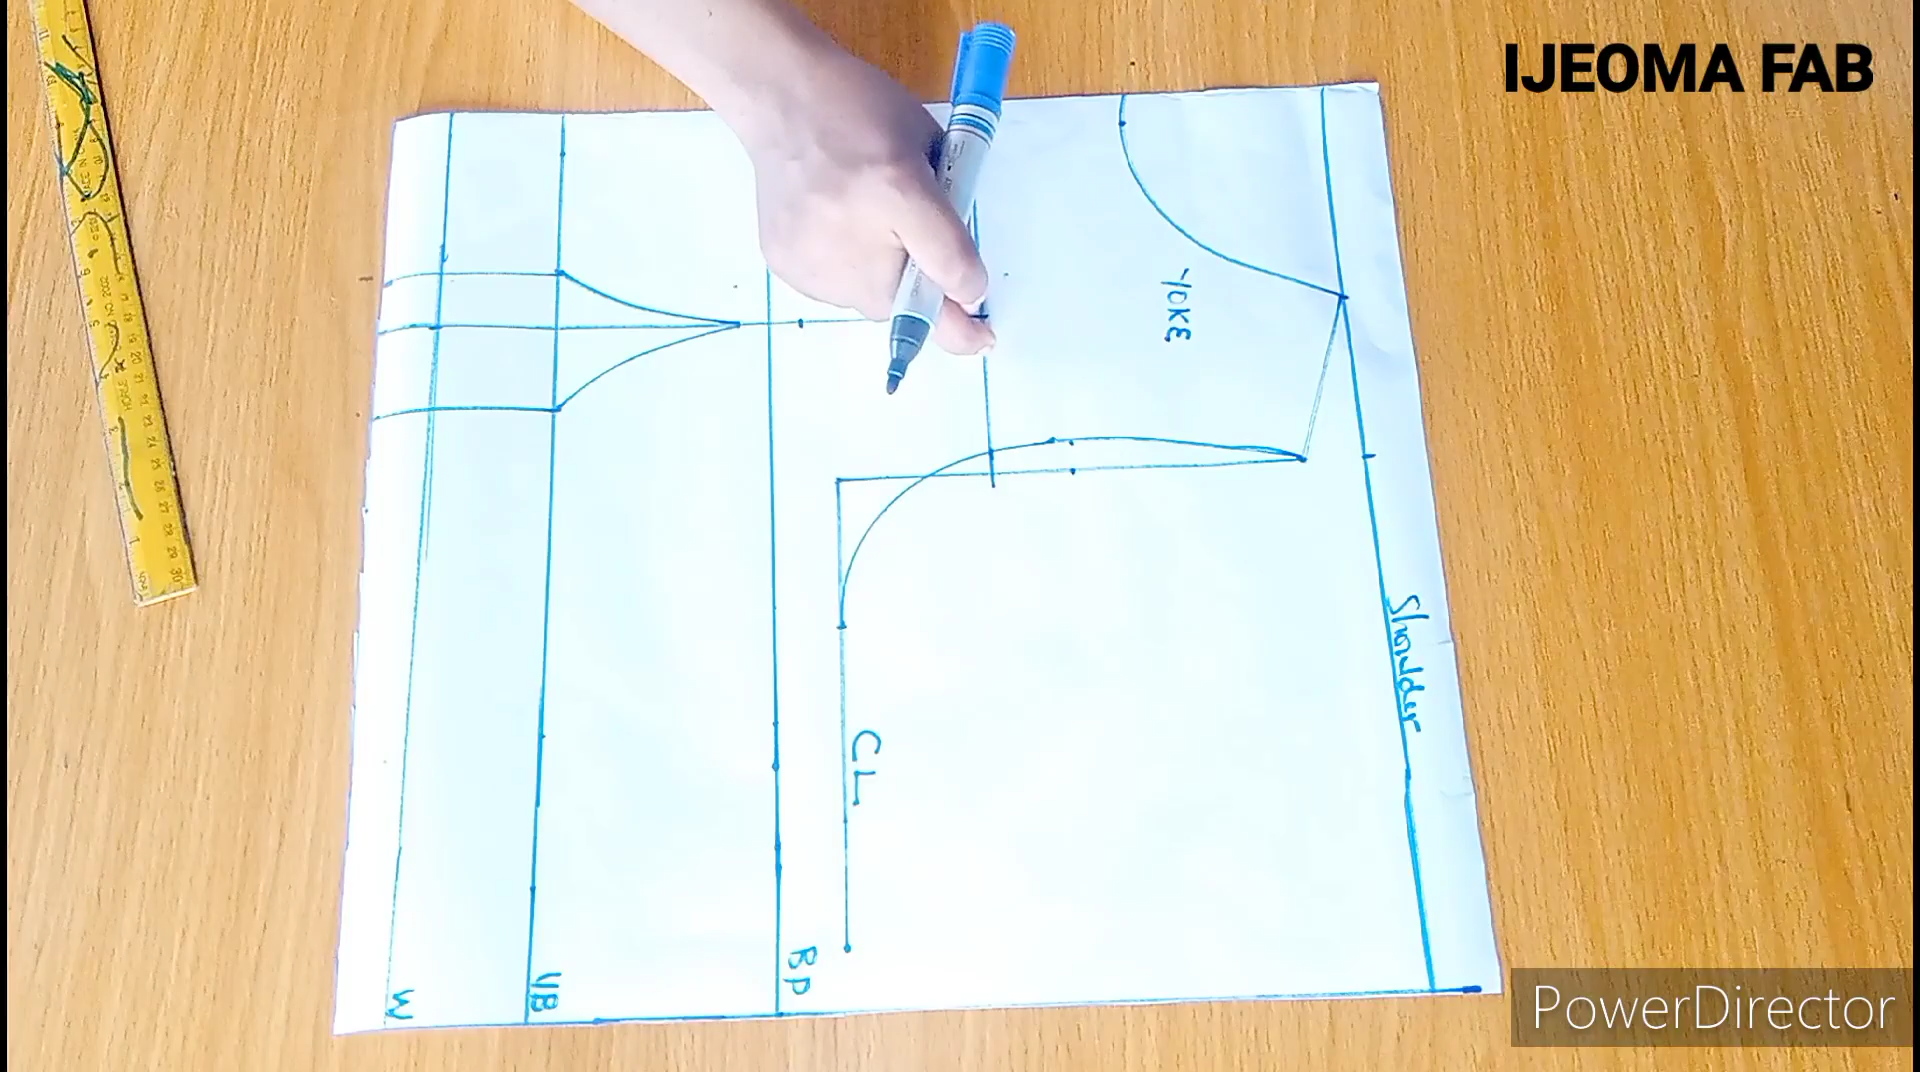 IJEOMA FAB
YOKE
Shoulder
CL
BP
UB
W
PowerDirector